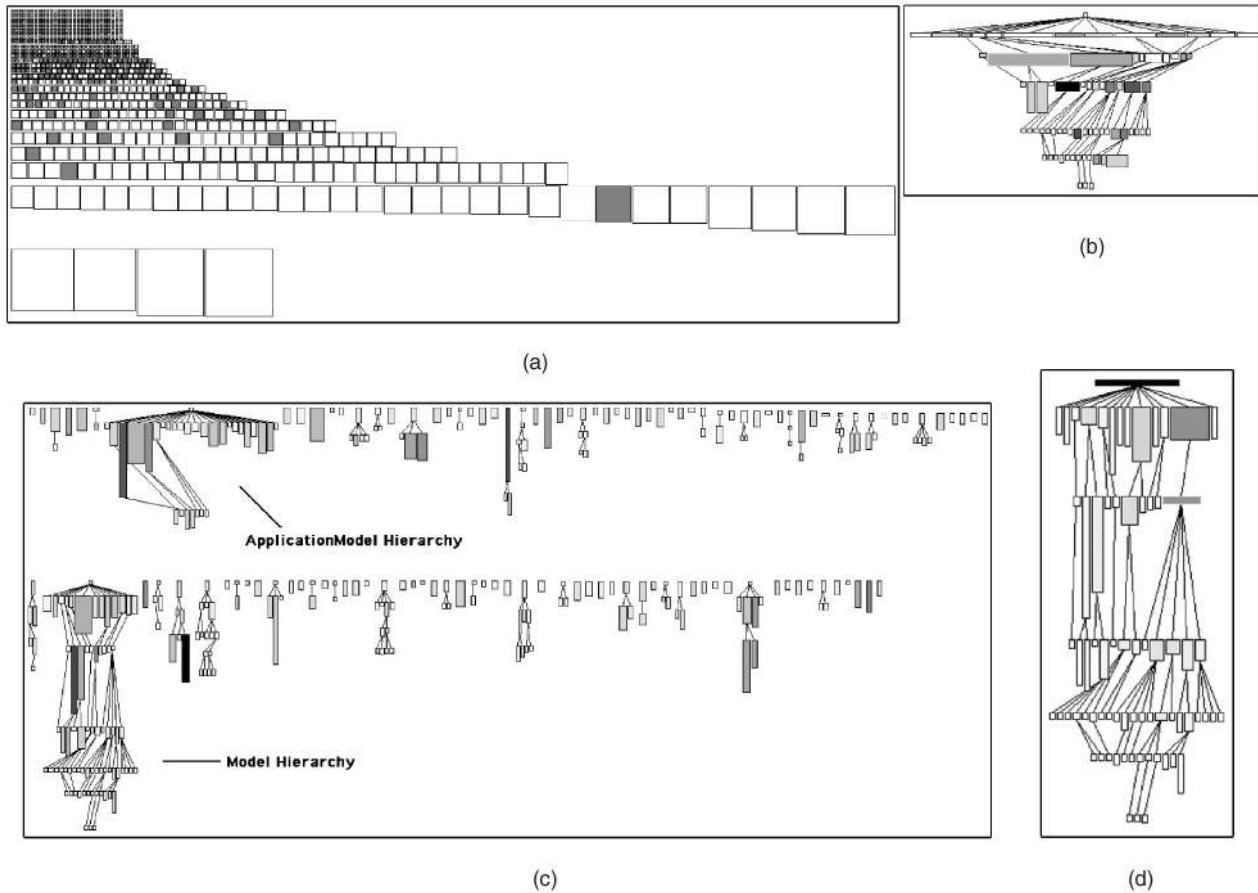 (b)
(a)
ApplicationModel Hierarchy
Model Hierarchy
(c)
(d)